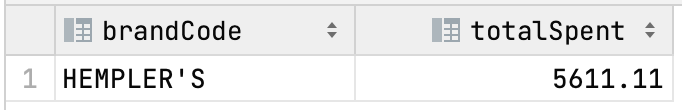 brandCode totalSpent
1 HEMPLER'S 5611.11